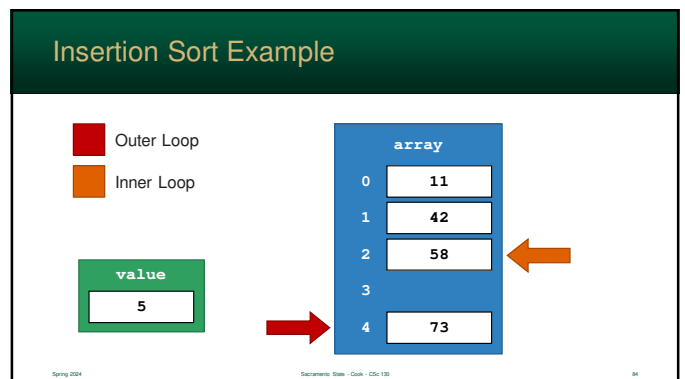 Insertion Sort Example
Outer Loop
Inner Loop
value
5
array
0 11
1 42
2 58
3
4 73
Spring 2024 Sacramento State - Cook - CSc 130 84